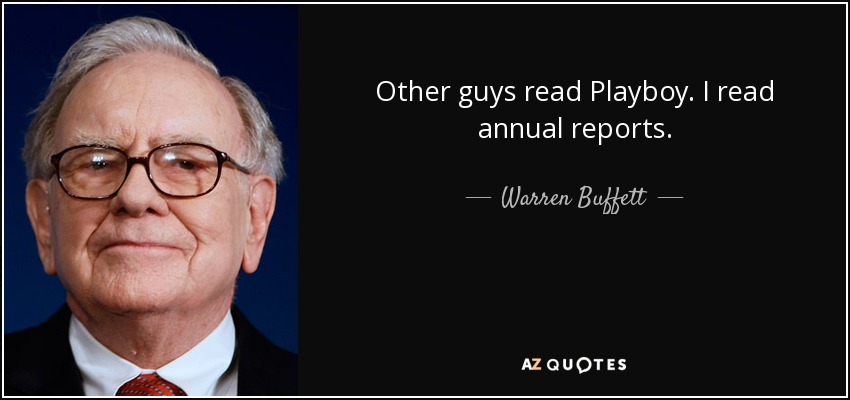 Other guys read Playboy. I read
annual reports.
— Warren Buffett —
AZ QUOTES